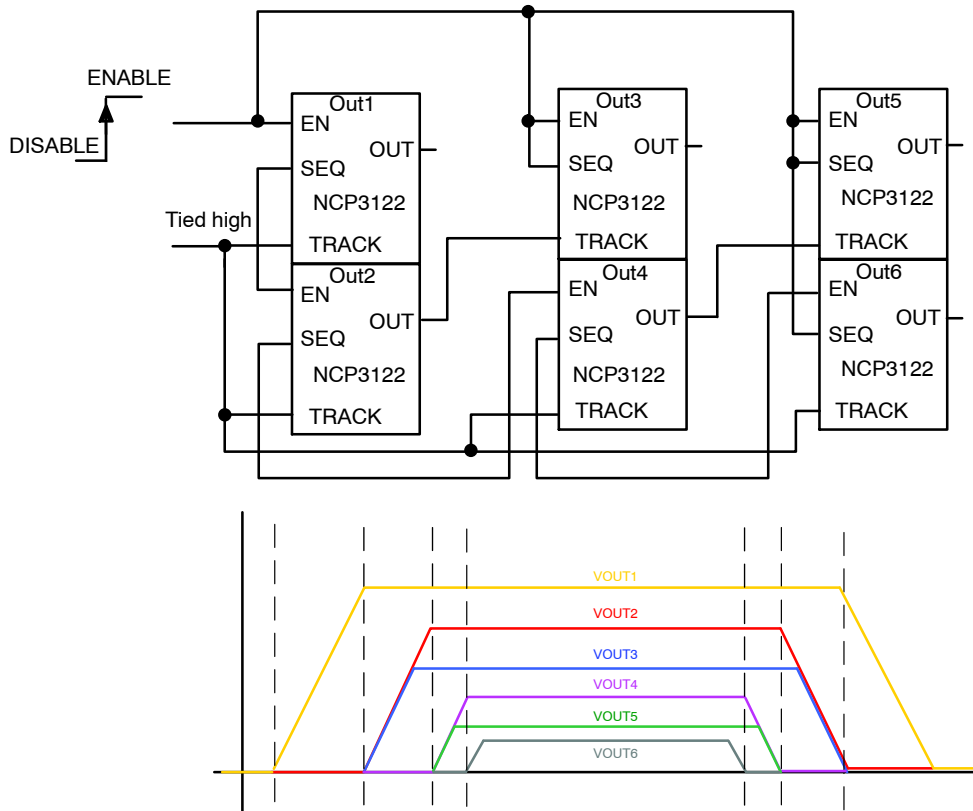 ENABLE
DISABLE
Tied high
Out1
EN
OUT
SEQ
NCP3122
TRACK
Out2
EN
OUT
SEQ
NCP3122
TRACK
Out3
EN
OUT
SEQ
NCP3122
TRACK
Out4
EN
OUT
SEQ
NCP3122
TRACK
Out5
EN
OUT
SEQ
NCP3122
TRACK
Out6
EN
OUT
SEQ
NCP3122
TRACK
VOUT1
VOUT2
VOUT3
VOUT4
VOUT5
VOUT6